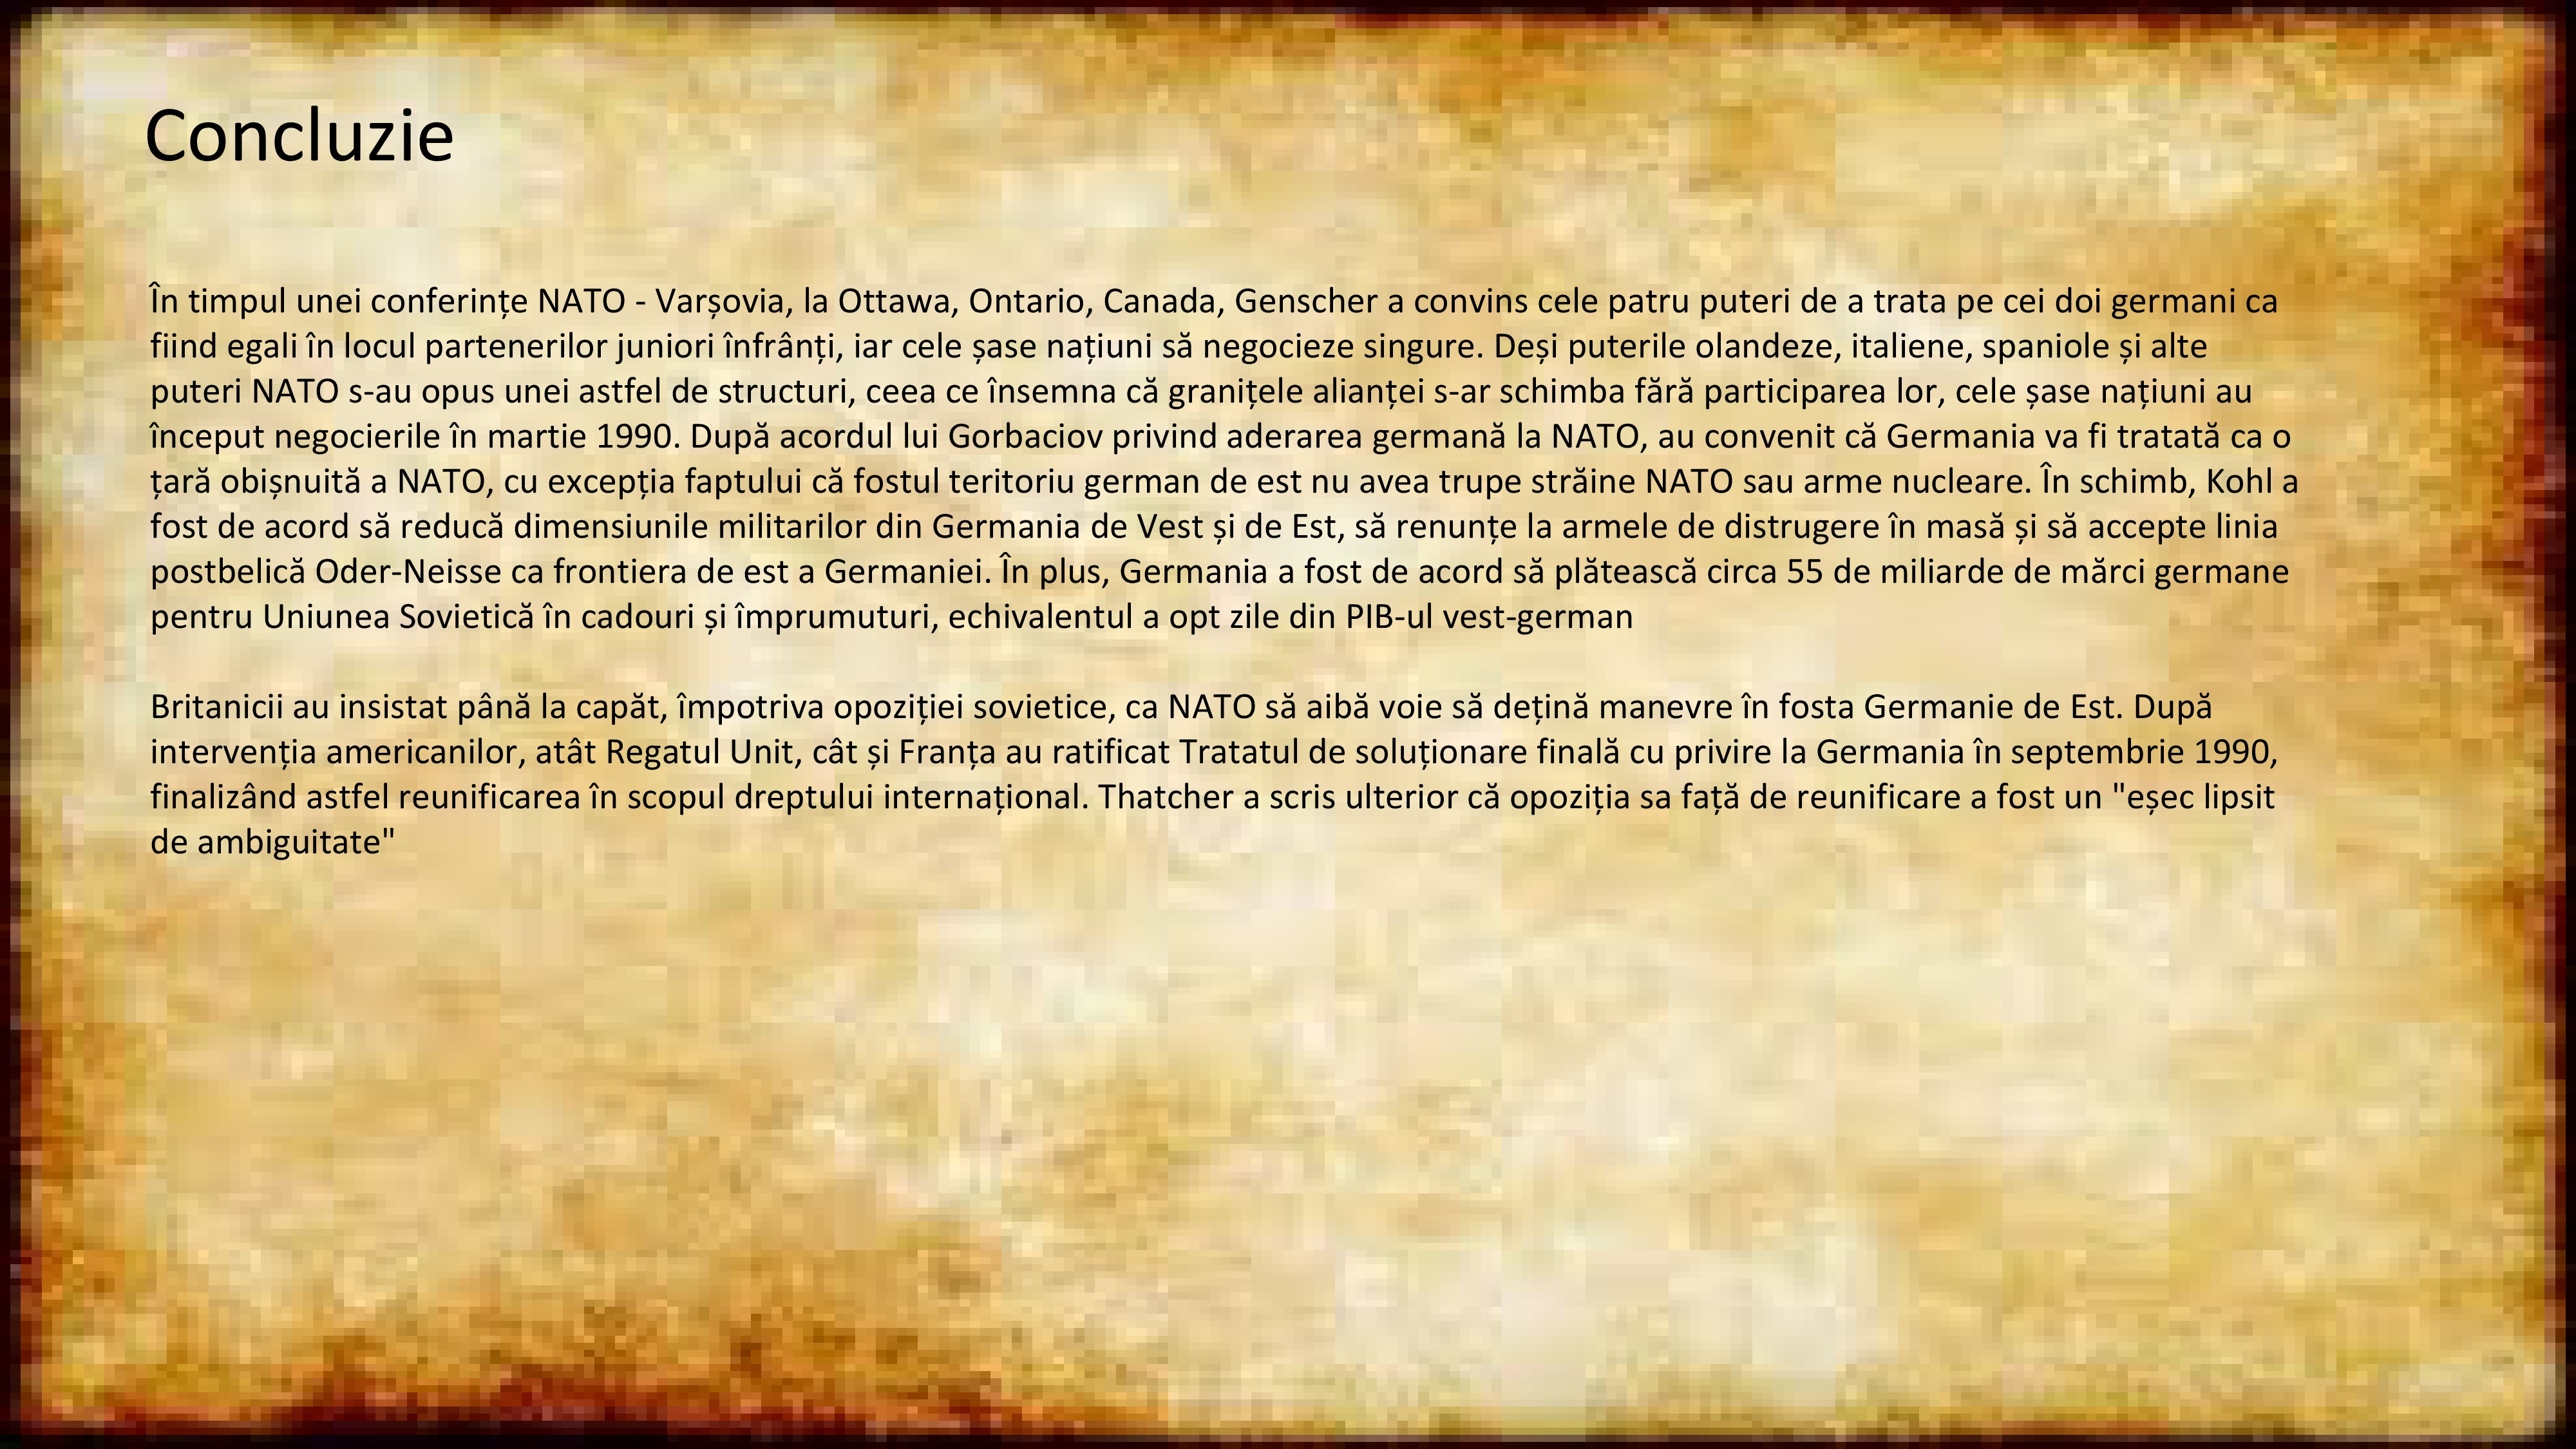 Concluzie
În timpul unei conferințe NATO - Varșovia, la Ottawa, Ontario, Canada, Genscher a convins cele patru puteri de a trata pe cei doi germani ca
fiind egali în locul partenerilor juniori înfrânți, iar cele șase națiuni să negocieze singure. Deși puterile olandeze, italiene, spaniole și alte
puteri NATO s-au opus unei astfel de structuri, ceea ce însemna că granițele alianței s-ar schimba fără participarea lor, cele șase națiuni au
început negocierile în martie 1990. După acordul lui Gorbaciov privind aderarea germană la NATO, au convenit că Germania va fi tratată ca o
țară obișnuită a NATO, cu excepția faptului că fostul teritoriu german de est nu avea trupe străine NATO sau arme nucleare. În schimb, Kohl a
fost de acord să reducă dimensiunile militarilor din Germania de Vest și de Est, să renunțe la armele de distrugere în masă și să accepte linia
postbelică Oder-Neisse ca frontiera de est a Germaniei. În plus, Germania a fost de acord să plătească circa 55 de miliarde de mărci germane
pentru Uniunea Sovietică în cadouri și împrumuturi, echivalentul a opt zile din PIB-ul vest-german
Britanicii au insistat până la capăt, împotriva opoziției sovietice, ca NATO să aibă voie să dețină manevre în fosta Germanie de Est. După
intervenția americanilor, atât Regatul Unit, cât și Franța au ratificat Tratatul de soluționare finală cu privire la Germania în septembrie 1990,
finalizând astfel reunificarea în scopul dreptului internațional. Thatcher a scris ulterior că opoziția sa față de reunificare a fost un "eșec lipsit
de ambiguitate"